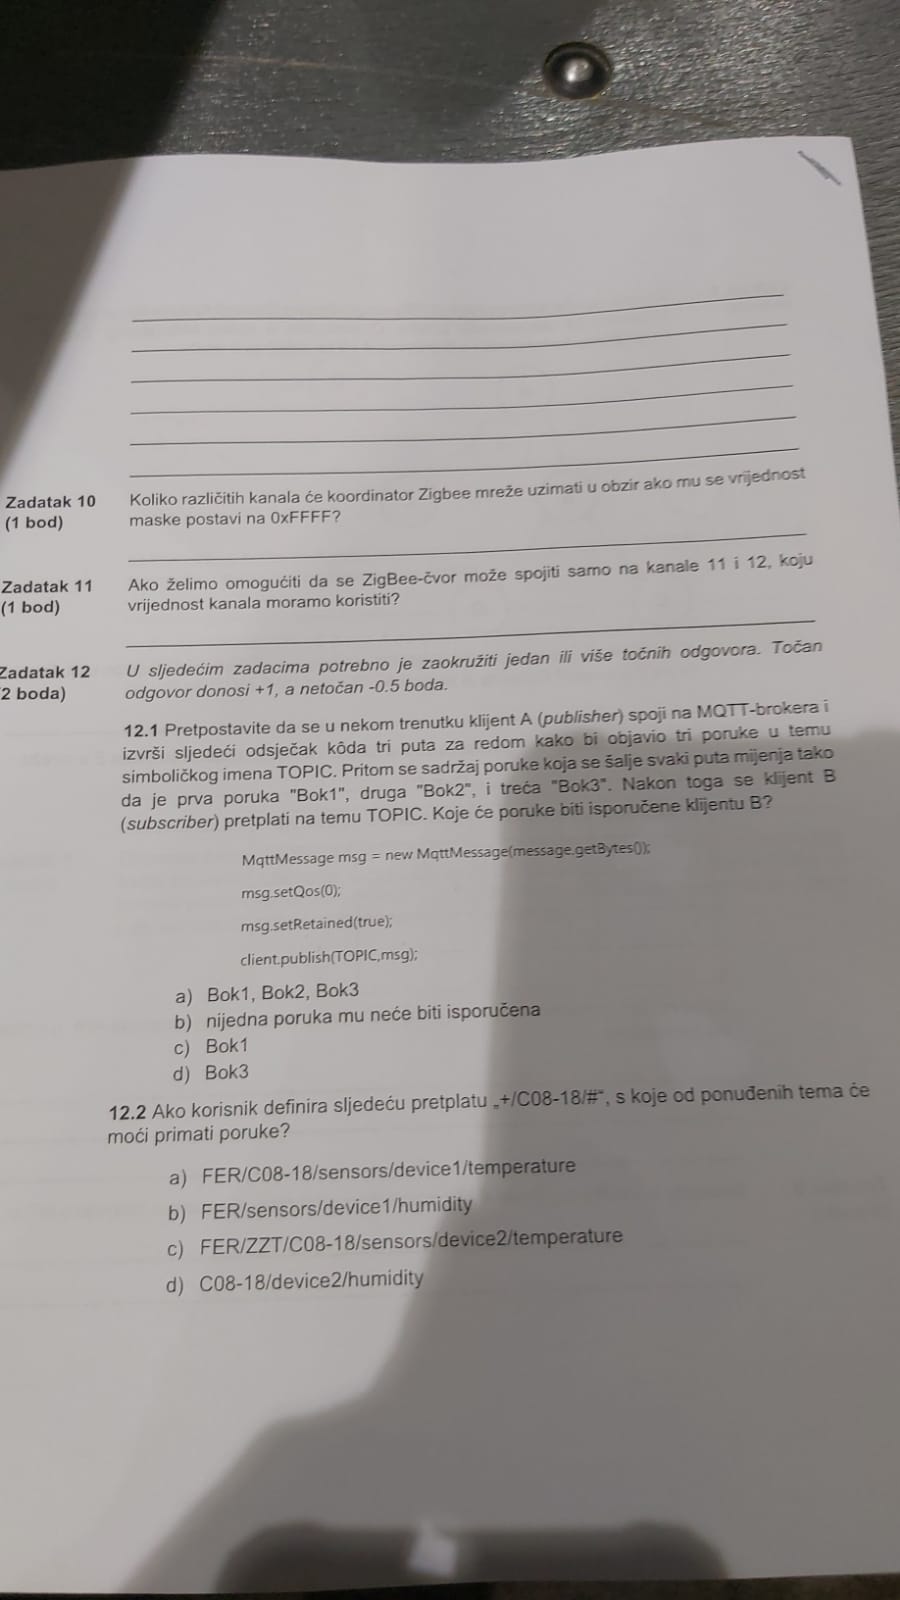 Zadatak 10
(1 bod)
Koliko različitih kanala će koordinator Zigbee mreže uzimati u obzir ako mu se vrijednost
maske postavi na 0xFFFF?
Zadatak 11
(1 bod)
Ako želimo omogućiti da se ZigBee-čvor može spojiti samo na kanale 11 i 12, koju
vrijednost kanala moramo koristiti?
Zadatak 12
2 boda)
U sljedećim zadacima potrebno je zaokružiti jedan ili više točnih odgovora. Točan
odgovor donosi +1, a netočan -0.5 boda.
12.1 Pretpostavite da se u nekom trenutku klijent A (publisher) spoji na MQTT-brokera i
izvrši sljedeći odsječak kôda tri puta za redom kako bi objavio tri poruke u temu
simboličkog imena TOPIC. Pritom se sadržaj poruke koja se šalje svaki puta mijenja tako
da je prva poruka "Bok1", druga "Bok2", i treća "Bok3". Nakon toga se klijent B
(subscriber) pretplati na temu TOPIC. Koje će poruke biti isporučene klijentu B?
MqttMessage msg = new MqttMessage(message.getBytes());
msg.setQos(0);
msg.setRetained(true);
client.publish(TOPIC,msg);
a) Bok1, Bok2, Bok3
b) nijedna poruka mu neće biti isporučena
c) Bok1
d) Bok3
12.2 Ako korisnik definira sljedeću pretplatu „+/C08-18/#“, s koje od ponuđenih tema će
moći primati poruke?
a) FER/C08-18/sensors/device1/temperature
b) FER/sensors/device1/humidity
c) FER/ZZT/C08-18/sensors/device2/temperature
d) C08-18/device2/humidity